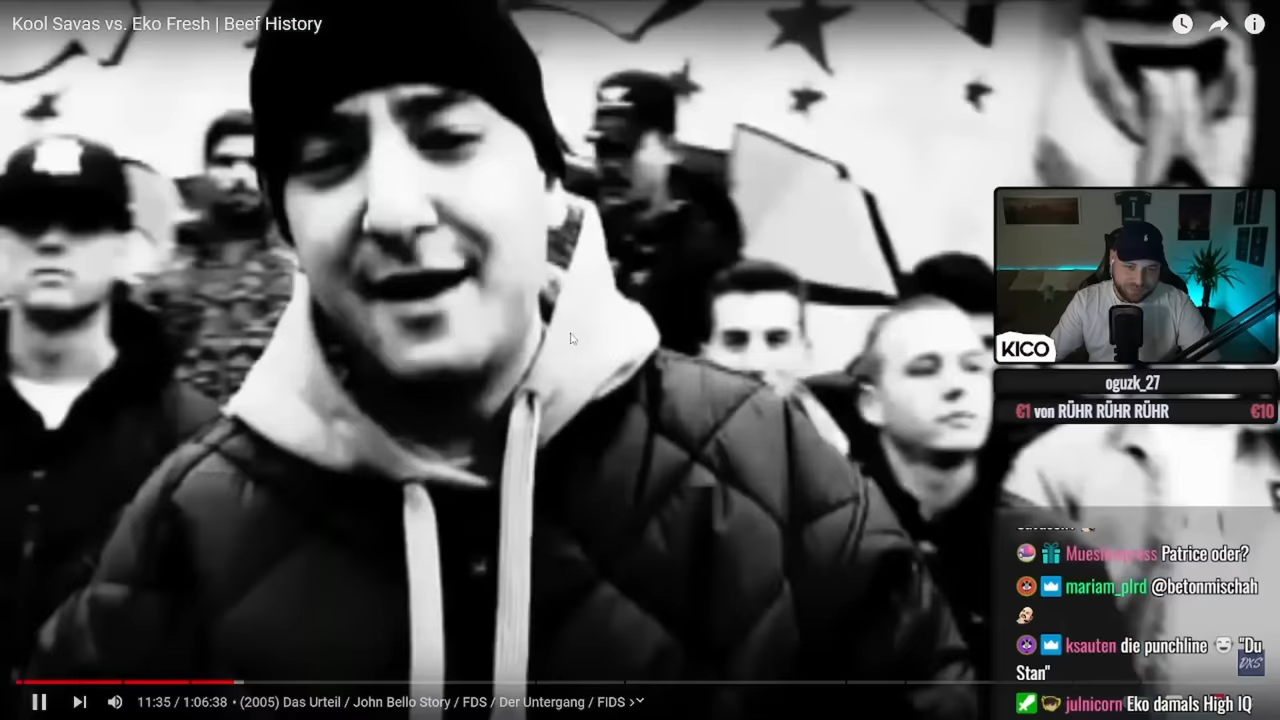 Kool Savas vs. Eko Fresh | Beef History
KICO
oguzk_27
€1 von RÜHR RÜHR RÜHR €10
Patrice oder?
mariam_plrd @betonmischah
ksauten die punchline "Du
Stan"
DXS
julnicorn Eko damals High IQ
11:35 / 1:06:38 • (2005) Das Urteil / John Bello Story / FDS / Der Untergang / FIDS